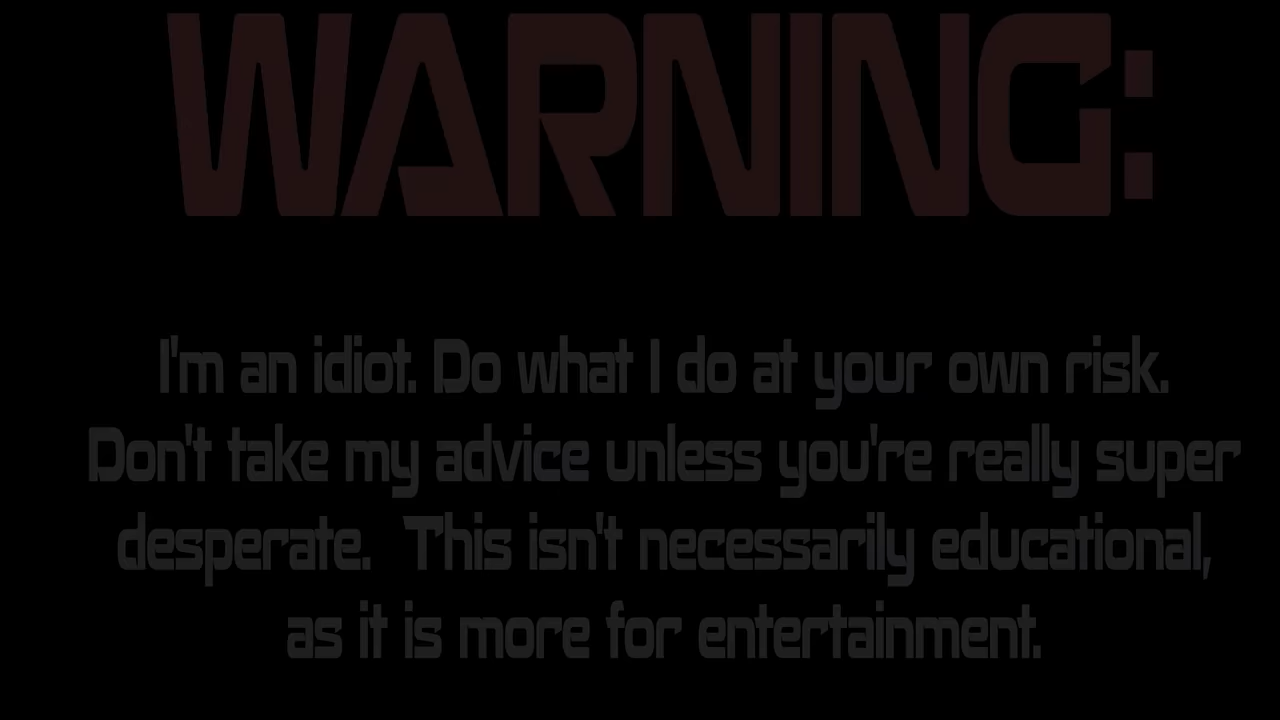 WARNING:
I'm an idiot. Do what I do at your own risk.
Don't take my advice unless you're really super
desperate.  This isn't necessarily educational,
as it is more for entertainment.